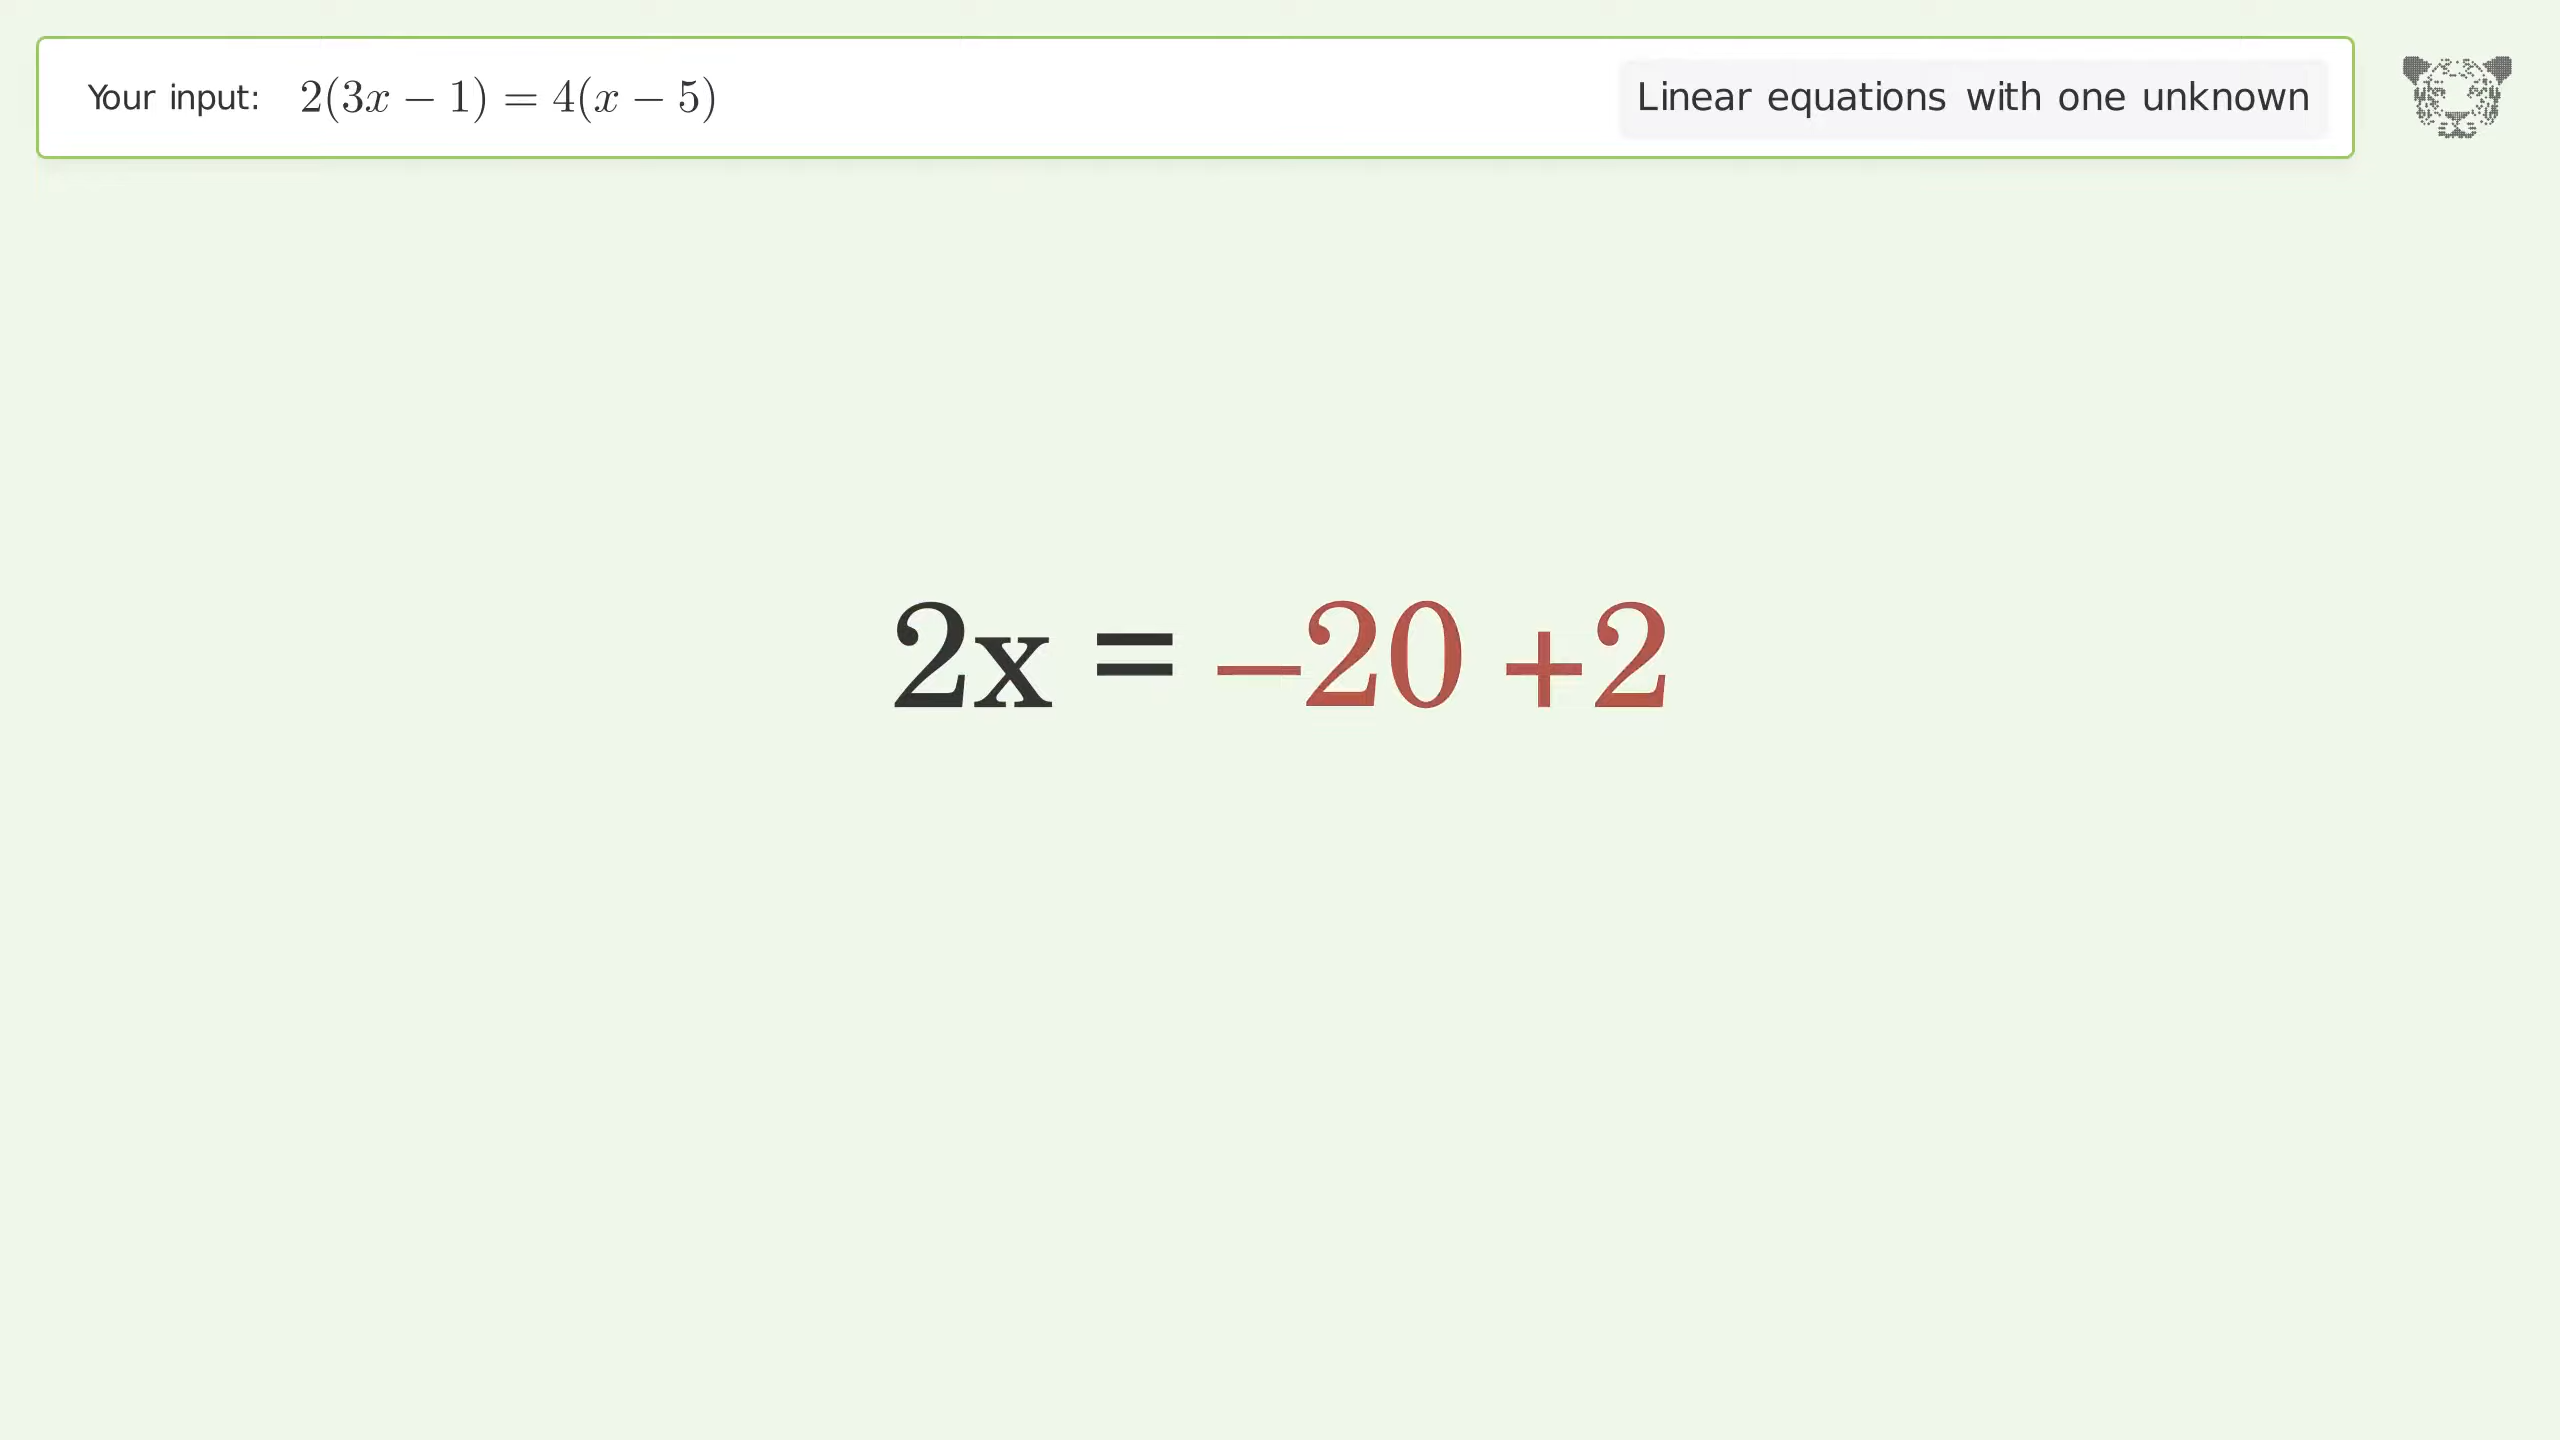 Your input: 2(3x − 1) = 4(x − 5)
Linear equations with one unknown
2x = −20 +2